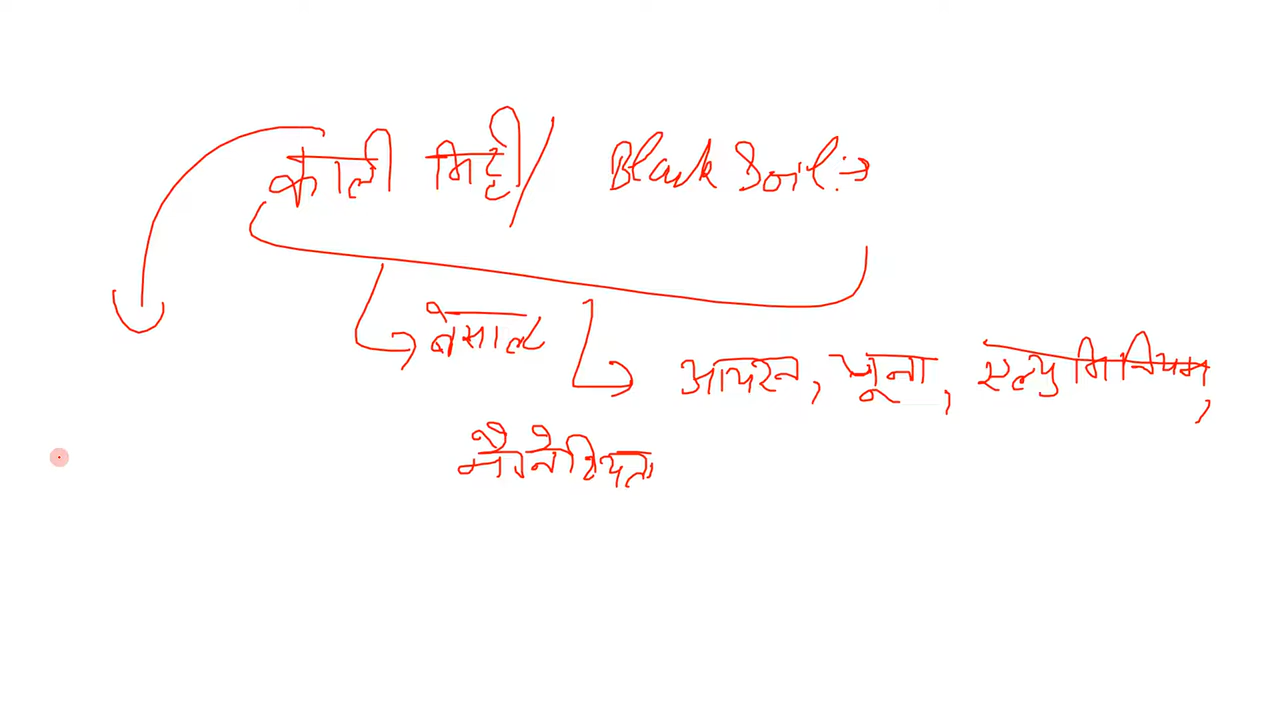 काली मिट्टी / Black Soil :→
बेसाल्ट
आयरन, चूना, एल्युमिनियम,
मैग्नेशियम